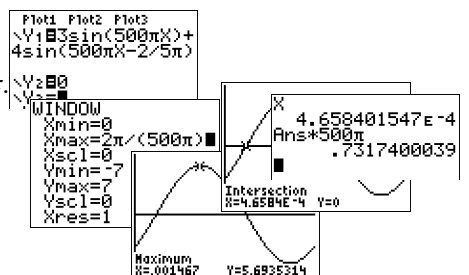 Plot1 Plot2 Plot3
\Y1=3sin(500πX)+
4sin(500πX-2/5π)
\Y2=0
WINDOW
Xmin=0
Xmax=2π/(500π)
Xscl=0
Ymin=-7
Ymax=7
Yscl=0
Xres=1
Maximum
X=.001467 Y=5.6935314
Intersection
X=4.6584E-4 Y=0
X
4.658401547E-4
Ans*500π
.7317400039